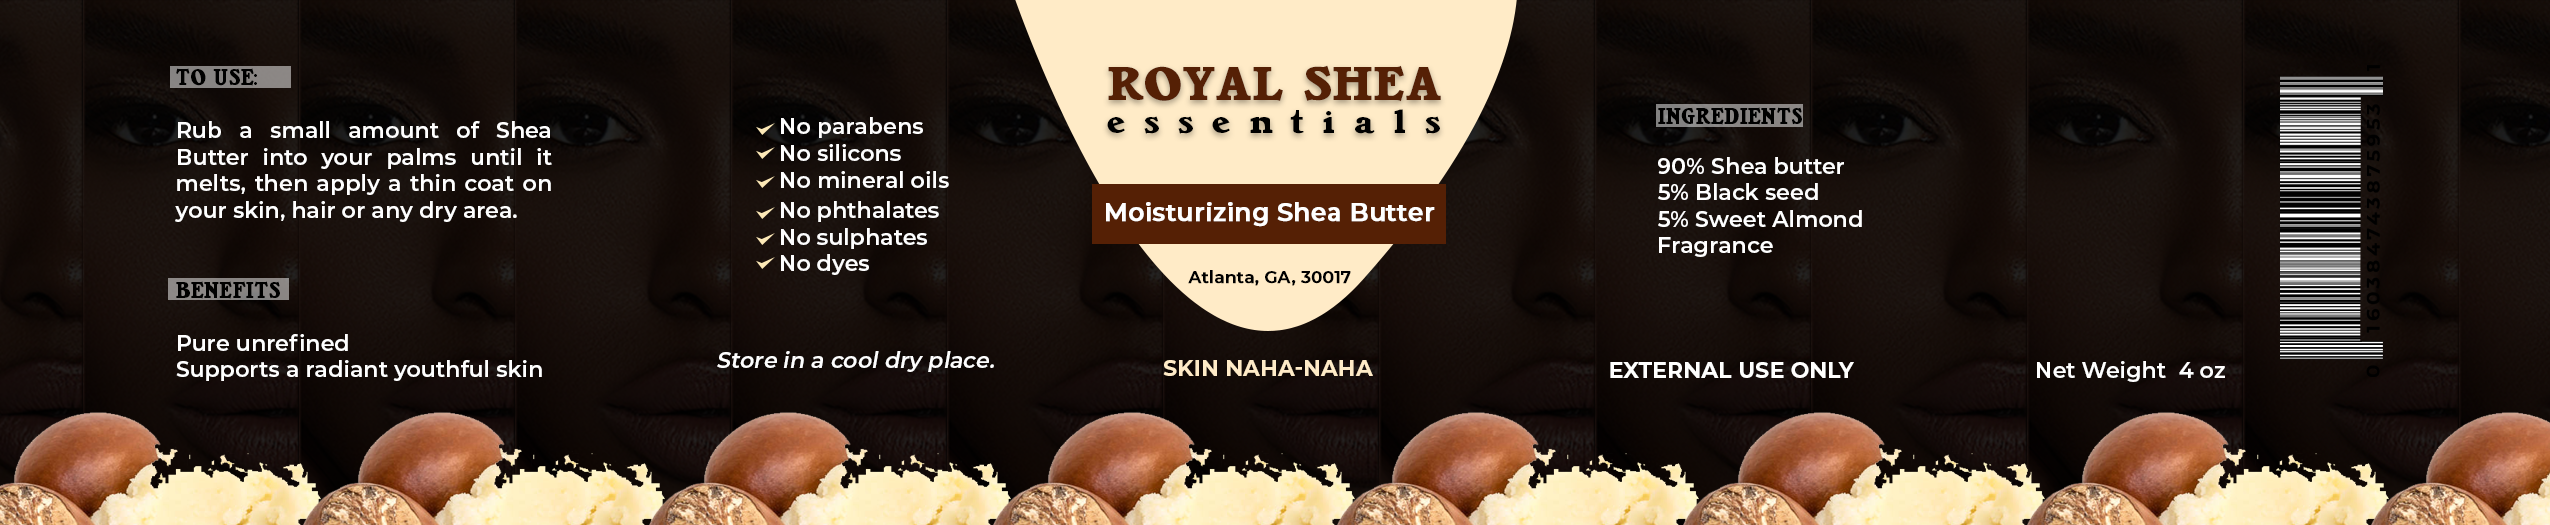 TO USE:
Rub a small amount of Shea
Butter into your palms until it
melts, then apply a thin coat on
your skin, hair or any dry area.
BENEFITS
Pure unrefined
Supports a radiant youthful skin
No parabens
No silicons
No mineral oils
No phthalates
No sulphates
No dyes
Store in a cool dry place.
ROYAL SHEA
essentials
Moisturizing Shea Butter
Atlanta, GA, 30017
SKIN NAHA-NAHA
INGREDIENTS
90% Shea butter
5% Black seed
5% Sweet Almond
Fragrance
EXTERNAL USE ONLY
Net Weight 4 oz